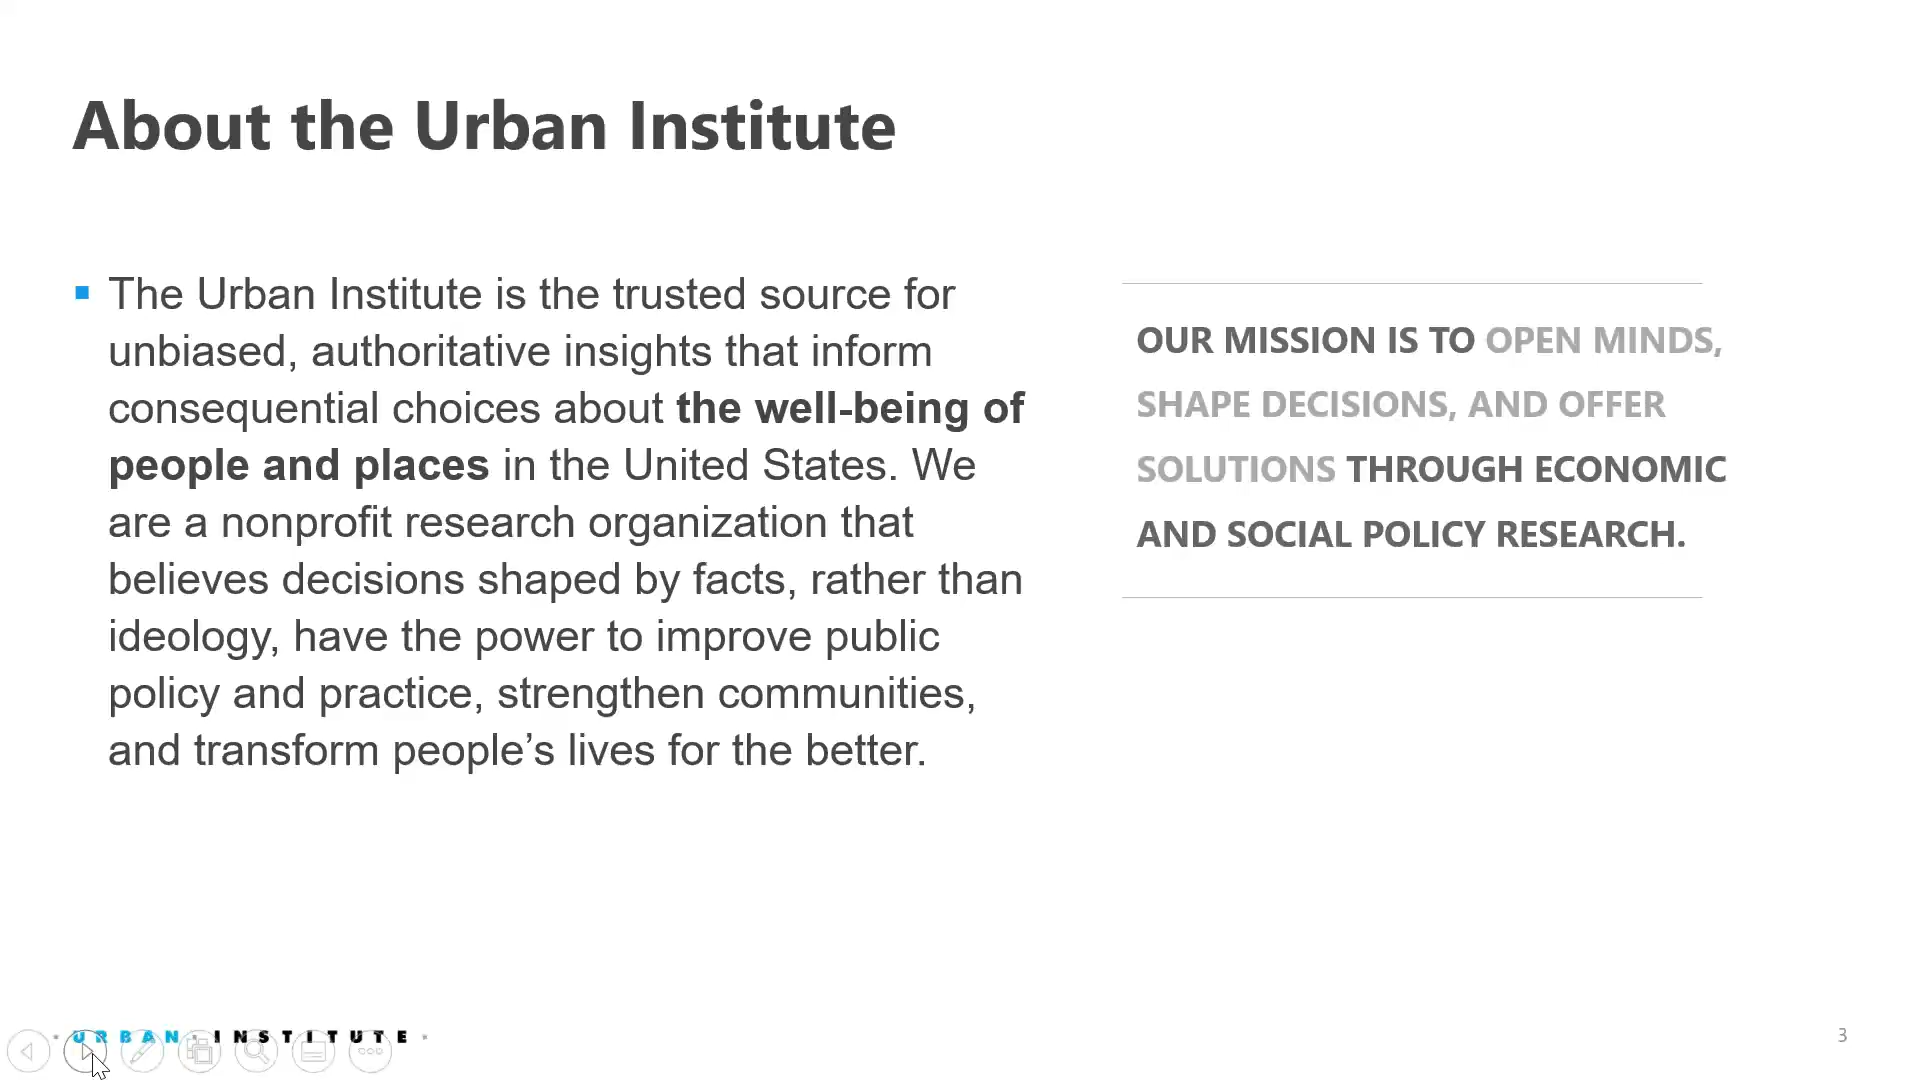 About the Urban Institute
The Urban Institute is the trusted source for
unbiased, authoritative insights that inform
consequential choices about the well-being of
people and places in the United States. We
are a nonprofit research organization that
believes decisions shaped by facts, rather than
ideology, have the power to improve public
policy and practice, strengthen communities,
and transform people’s lives for the better.
OUR MISSION IS TO OPEN MINDS,
SHAPE DECISIONS, AND OFFER
SOLUTIONS THROUGH ECONOMIC
AND SOCIAL POLICY RESEARCH.
URBAN INSTITUTE
3